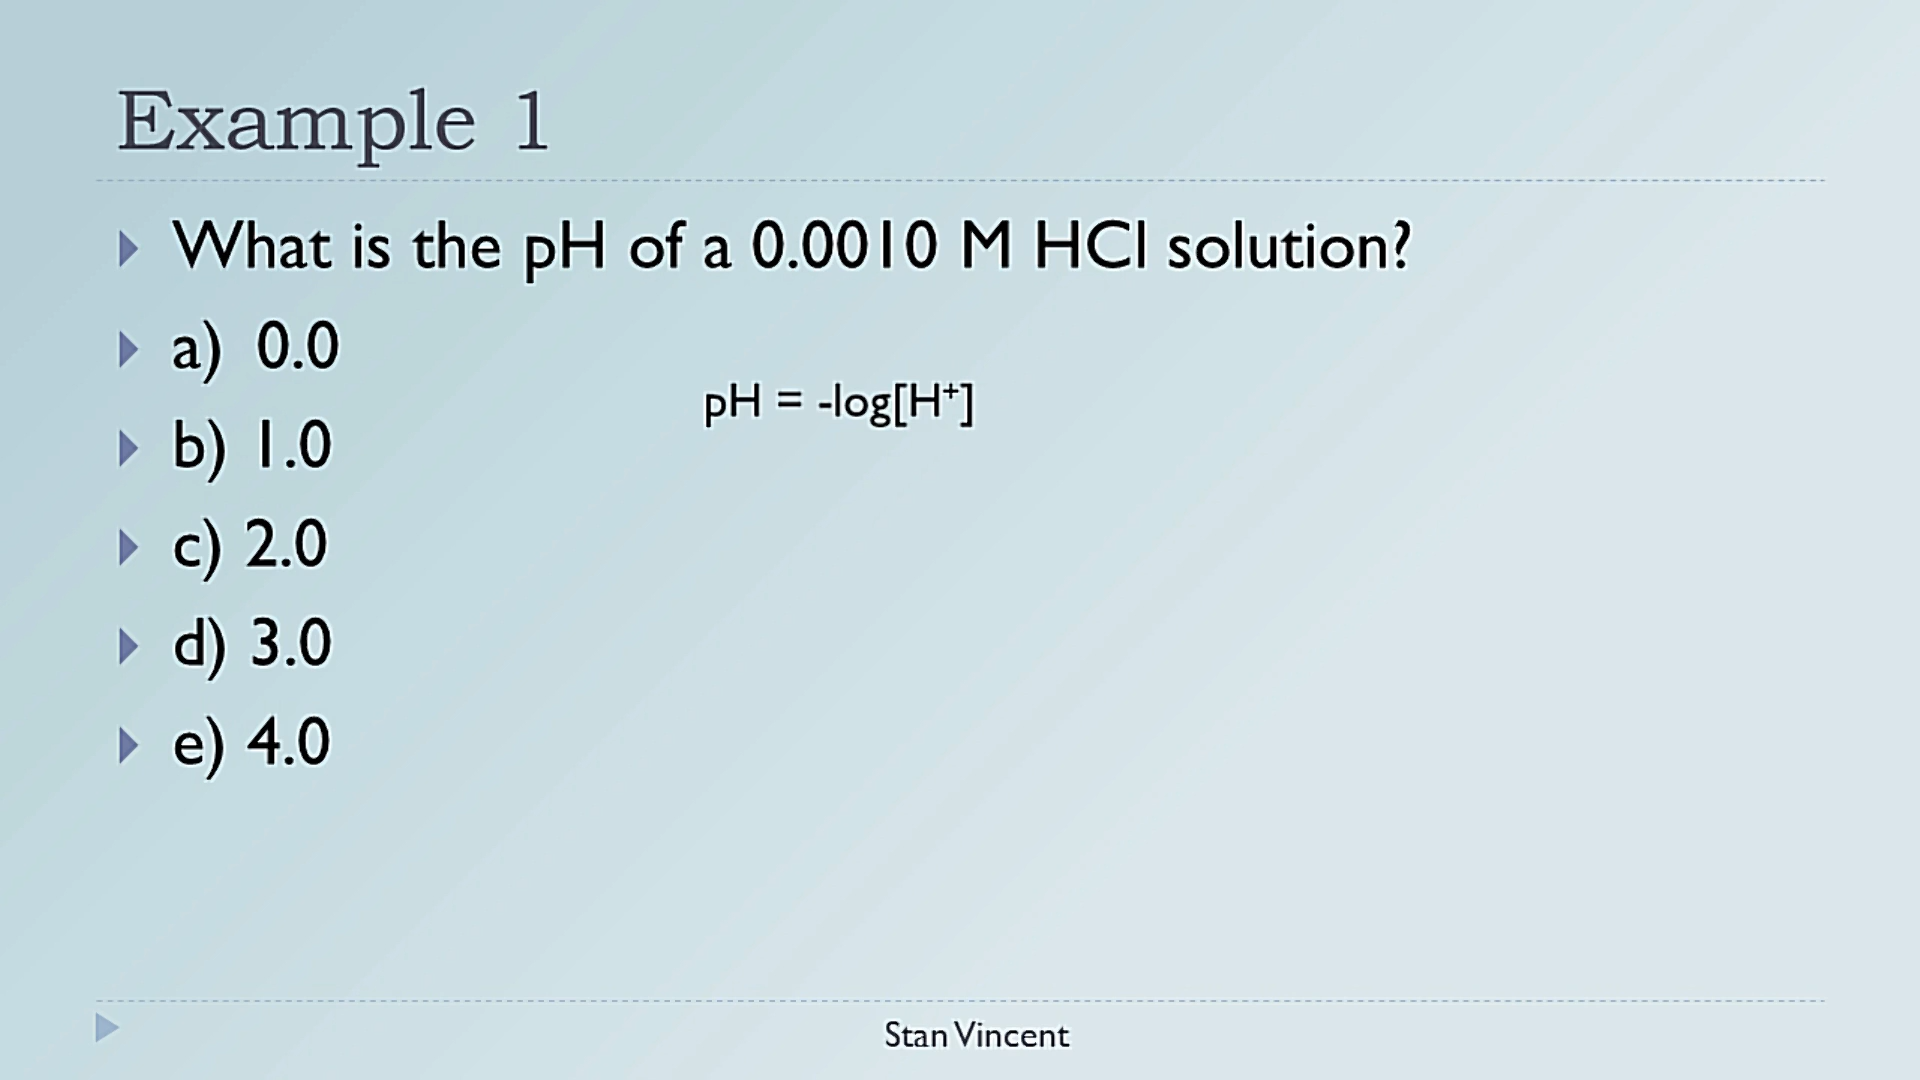 Example 1
What is the pH of a 0.0010 M HCl solution?
a) 0.0
pH = -log[H⁺]
b) 1.0
c) 2.0
d) 3.0
e) 4.0
Stan Vincent